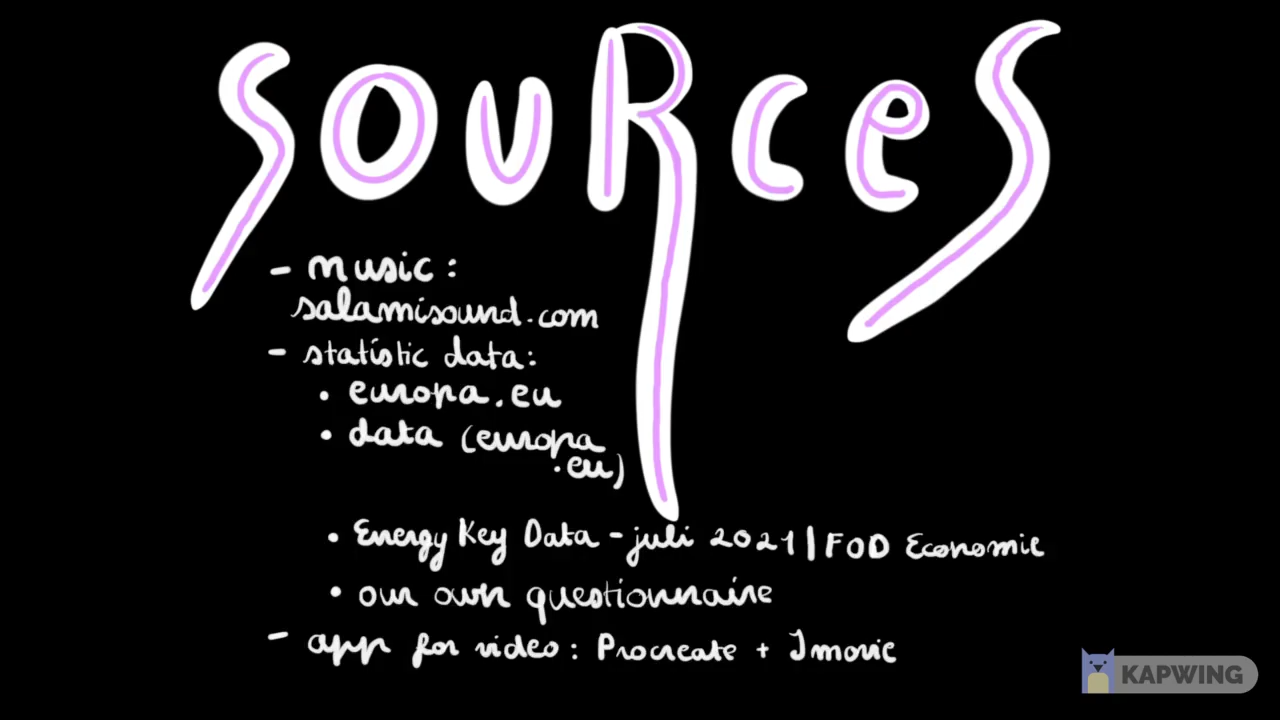 SOURCES
- music:
salamisound.com
- statistic data:
• europa.eu
• data (europa
.eu)
• Energy Key Data - juli 2021 | FOD Economie
• our own questionnaire
- app for video: Procreate + Imovie
KAPWING